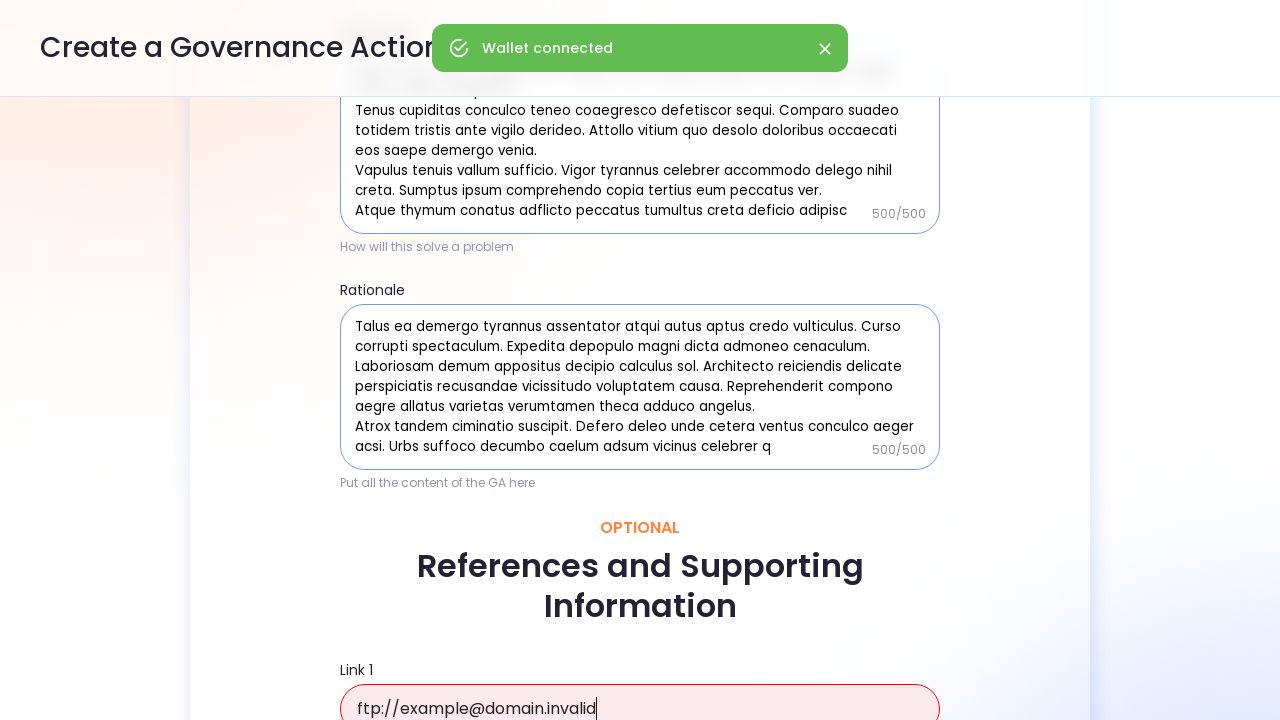 Create a Governance Action
Wallet connected
Tenus cupiditas conculco teneo coaegresco defetiscor sequi. Comparo suadeo
totidem tristis ante vigilo derideo. Attollo vitium quo desolo doloribus occaecati
eos saepe demergo venia.
Vapulus tenuis vallum sufficio. Vigor tyrannus celebrer accommodo delego nihil
creta. Sumptus ipsum comprehendo copia tertius eum peccatus ver.
Atque thymum conatus adflicto peccatus tumultus creta deficio adipisc
500/500
How will this solve a problem
Rationale
Talus ea demergo tyrannus assentator atqui autus aptus credo vulticulus. Curso
corrupti spectaculum. Expedita depopulo magni dicta admoneo cenaculum.
Laboriosam demum appositus decipio calculus sol. Architecto reiciendis delicate
perspiciatis recusandae vicissitudo voluptatem causa. Reprehenderit compono
aegre allatus varietas verumtamen theca adduco angelus.
Atrox tandem ciminatio suscipit. Defero deleo unde cetera ventus conculco aeger
acsi. Urbs suffoco decumbo caelum adsum vicinus celebrer q
500/500
Put all the content of the GA here
OPTIONAL
References and Supporting
Information
Link 1
ftp://example@domain.invalid